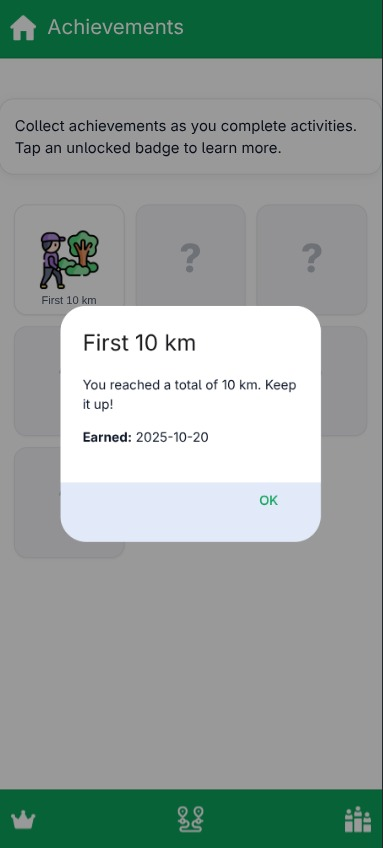 Achievements
Collect achievements as you complete activities.
Tap an unlocked badge to learn more.
?
?
First 10 km
First 10 km
You reached a total of 10 km. Keep
it up!
Earned: 2025-10-20
OK